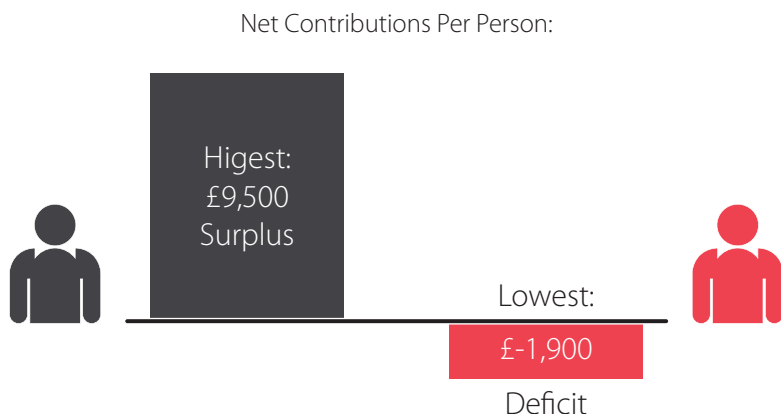 Net Contributions Per Person:
Higest:
£9,500
Surplus
Lowest:
£-1,900
Deficit